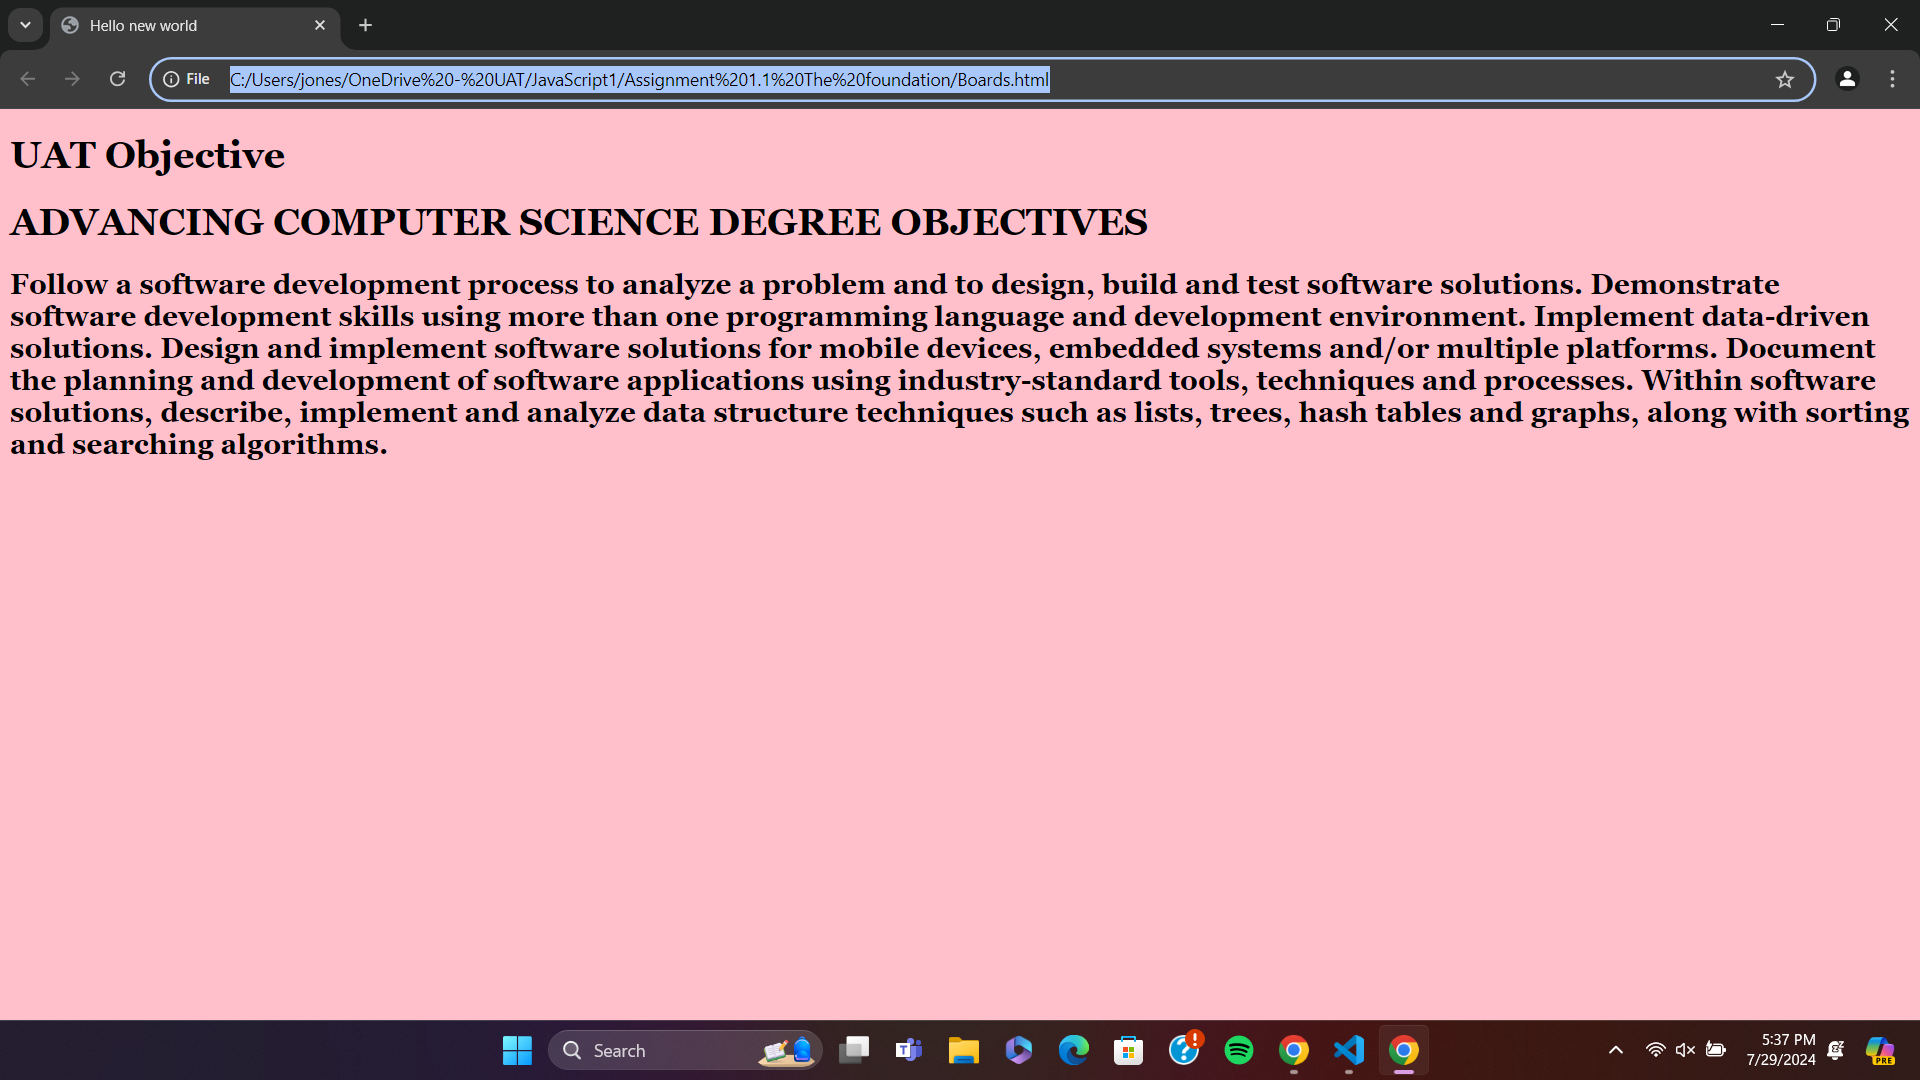 Hello new world
File
C:/Users/jones/OneDrive%20-%20UAT/JavaScript1/Assignment%201.1%20The%20foundation/Boards.html
UAT Objective
ADVANCING COMPUTER SCIENCE DEGREE OBJECTIVES
Follow a software development process to analyze a problem and to design, build and test software solutions. Demonstrate
software development skills using more than one programming language and development environment. Implement data-driven
solutions. Design and implement software solutions for mobile devices, embedded systems and/or multiple platforms. Document
the planning and development of software applications using industry-standard tools, techniques and processes. Within software
solutions, describe, implement and analyze data structure techniques such as lists, trees, hash tables and graphs, along with sorting
and searching algorithms.
Search
5:37 PM
7/29/2024
PRE